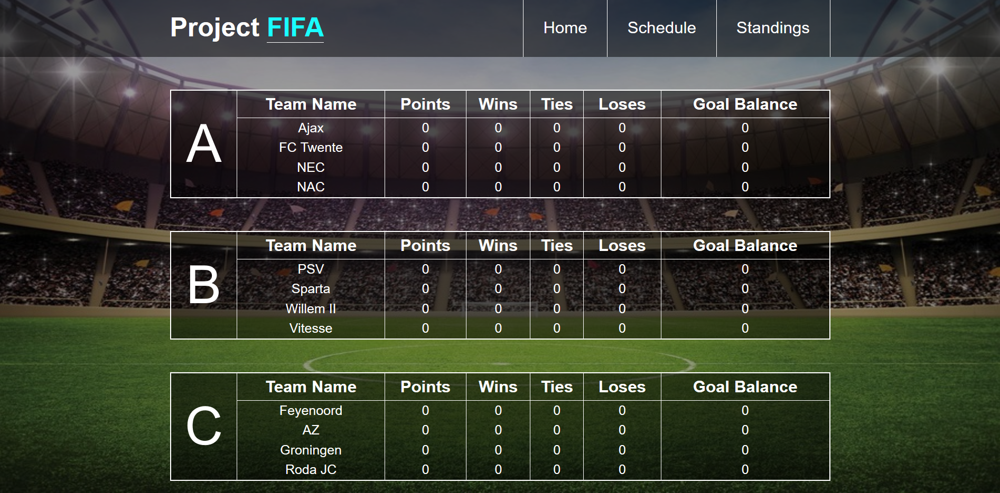 Project FIFA Home Schedule Standings
A
Team Name Points Wins Ties Loses Goal Balance
Ajax 0 0 0 0 0
FC Twente 0 0 0 0 0
NEC 0 0 0 0 0
NAC 0 0 0 0 0
B
Team Name Points Wins Ties Loses Goal Balance
PSV 0 0 0 0 0
Sparta 0 0 0 0 0
Willem II 0 0 0 0 0
Vitesse 0 0 0 0 0
C
Team Name Points Wins Ties Loses Goal Balance
Feyenoord 0 0 0 0 0
AZ 0 0 0 0 0
Groningen 0 0 0 0 0
Roda JC 0 0 0 0 0